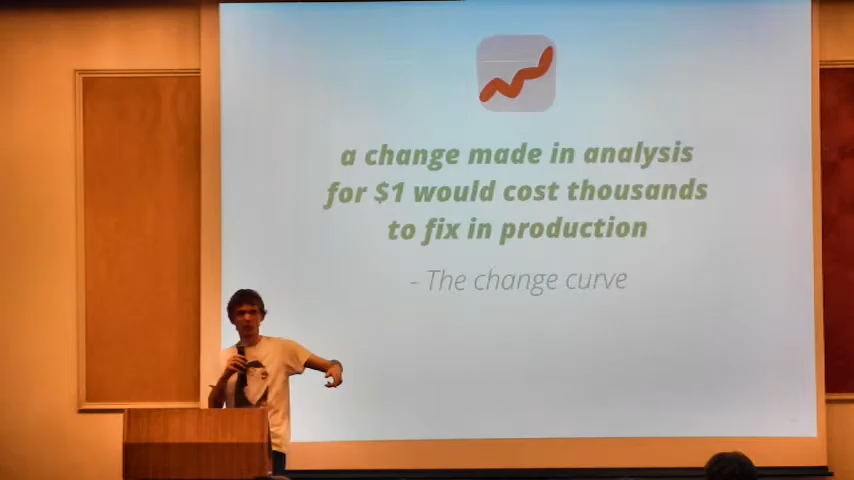 a change made in analysis
for $1 would cost thousands
to fix in production
- The change curve